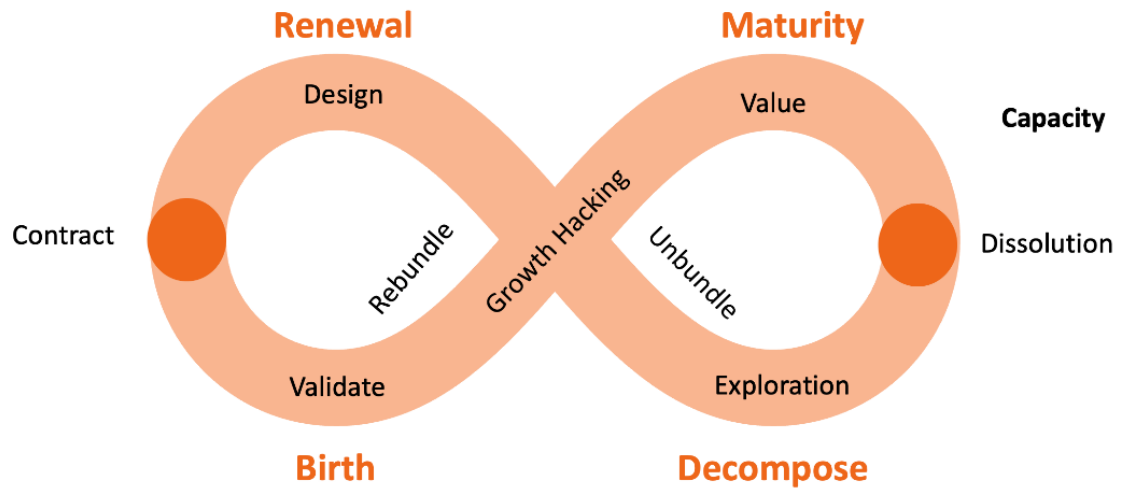 Renewal
Maturity
Design
Value
Capacity
Contract
Rebundle
Growth Hacking
Unbundle
Dissolution
Validate
Exploration
Birth
Decompose